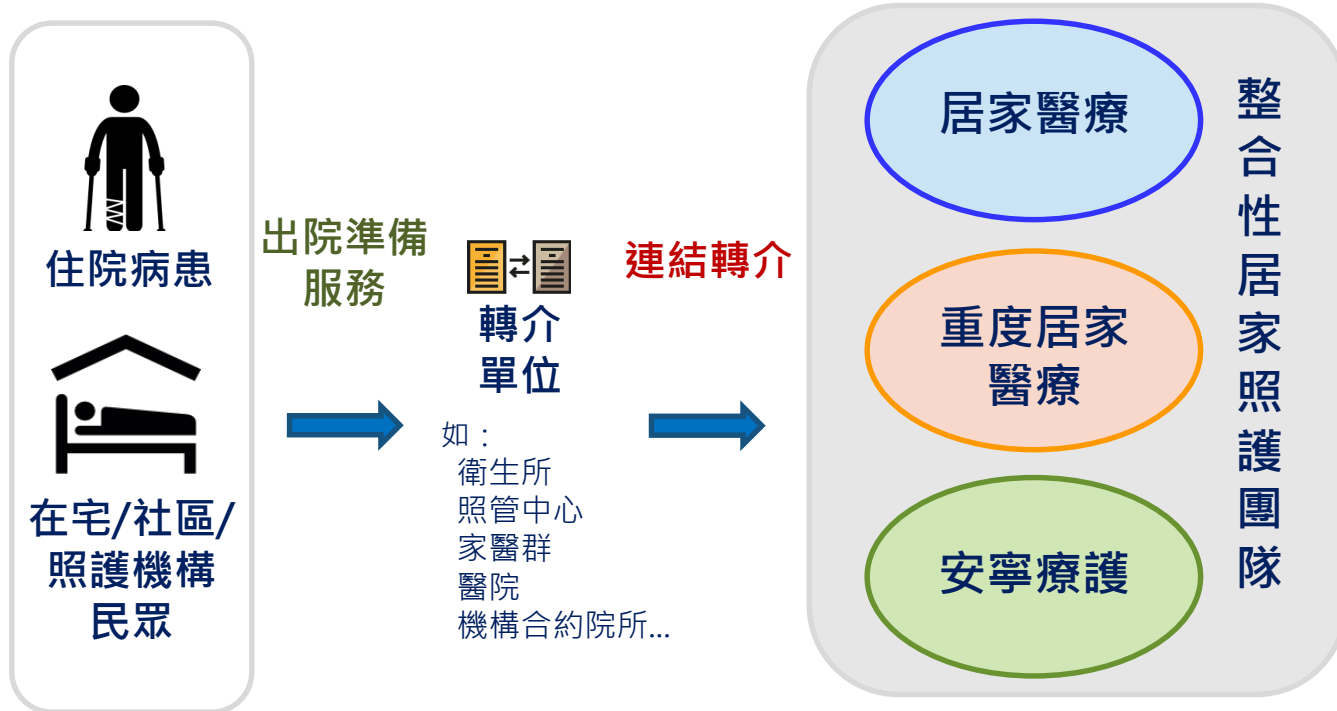 住院病患
在宅/社區/
照護機構
民眾
出院準備
服務
轉介
單位
如：
衛生所
照管中心
家醫群
醫院
機構合約院所...
連結轉介
居家醫療
重度居家
醫療
安寧療護
整合性居家照護團隊